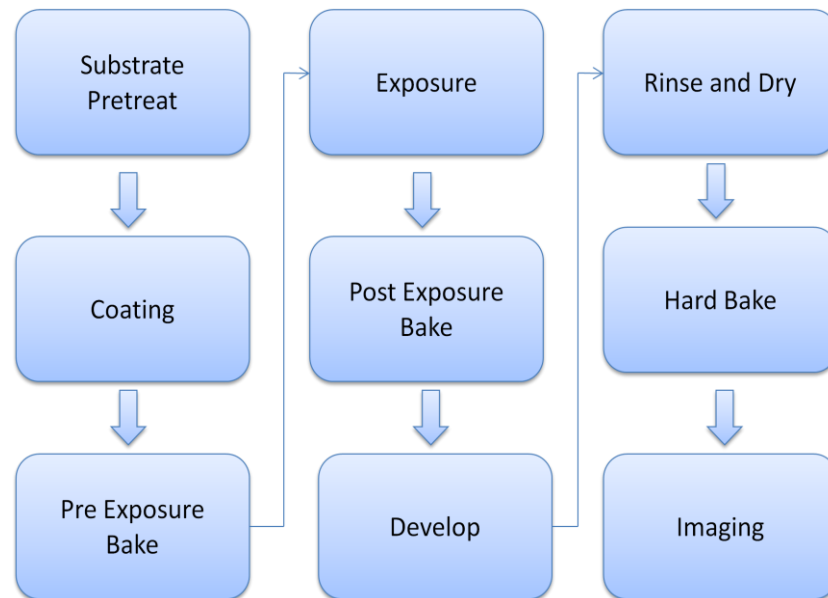 Substrate
Pretreat
Coating
Pre Exposure
Bake
Exposure
Post Exposure
Bake
Develop
Rinse and Dry
Hard Bake
Imaging